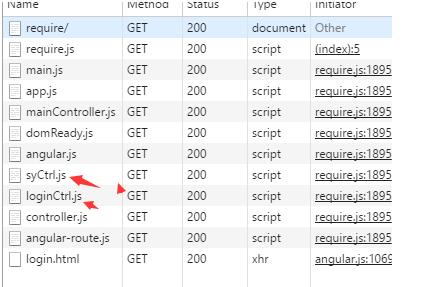 Name Method Status Type Initiator
require/ GET 200 document Other
require.js GET 200 script (index):5
main.js GET 200 script require.js:1895
app.js GET 200 script require.js:1895
mainController.js GET 200 script require.js:1895
domReady.js GET 200 script require.js:1895
angular.js GET 200 script require.js:1895
syCtrl.js GET 200 script require.js:1895
loginCtrl.js GET 200 script require.js:1895
controller.js GET 200 script require.js:1895
angular-route.js GET 200 script require.js:1895
login.html GET 200 xhr angular.js:1069